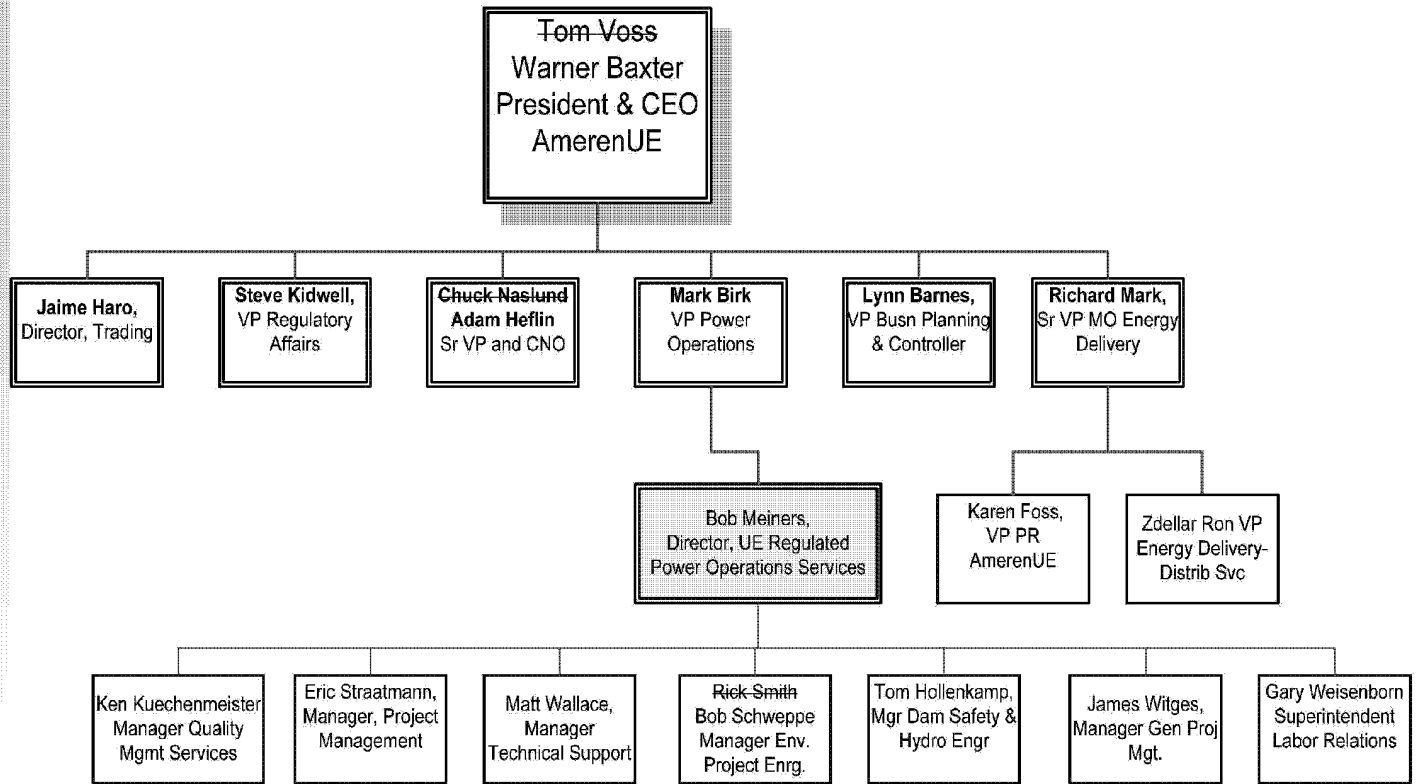 Tom Voss
Warner Baxter
President & CEO
AmerenUE
Jaime Haro,
Director, Trading
Steve Kidwell,
VP Regulatory
Affairs
Chuck Naslund
Adam Heflin
Sr VP and CNO
Mark Birk
VP Power
Operations
Lynn Barnes,
VP Busn Planning
& Controller
Richard Mark,
Sr VP MO Energy
Delivery
Bob Meiners,
Director, UE Regulated
Power Operations Services
Karen Foss,
VP PR
AmerenUE
Zdellar Ron VP
Energy Delivery-
Distrib Svc
Ken Kuechenmeister
Manager Quality
Mgmt Services
Eric Straatmann,
Manager, Project
Management
Matt Wallace,
Manager
Technical Support
Rick Smith
Bob Schweppe
Manager Env.
Project Enrg.
Tom Hollenkamp,
Mgr Dam Safety &
Hydro Engr
James Witges,
Manager Gen Proj
Mgt.
Gary Weisenborn
Superintendent
Labor Relations